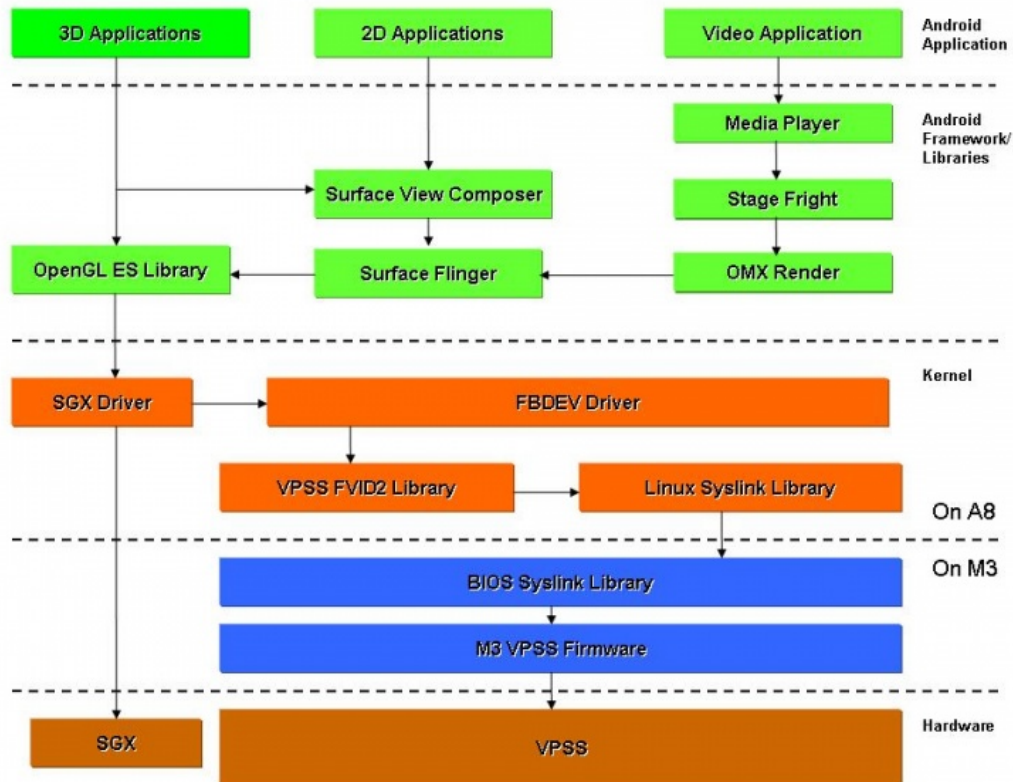 3D Applications
2D Applications
Video Application
Android
Application
Media Player
Android
Framework/
Libraries
Surface View Composer
Stage Fright
OpenGL ES Library
Surface Flinger
OMX Render
Kernel
SGX Driver
FBDEV Driver
VPSS FVID2 Library
Linux Syslink Library
On A8
On M3
BIOS Syslink Library
M3 VPSS Firmware
Hardware
SGX
VPSS